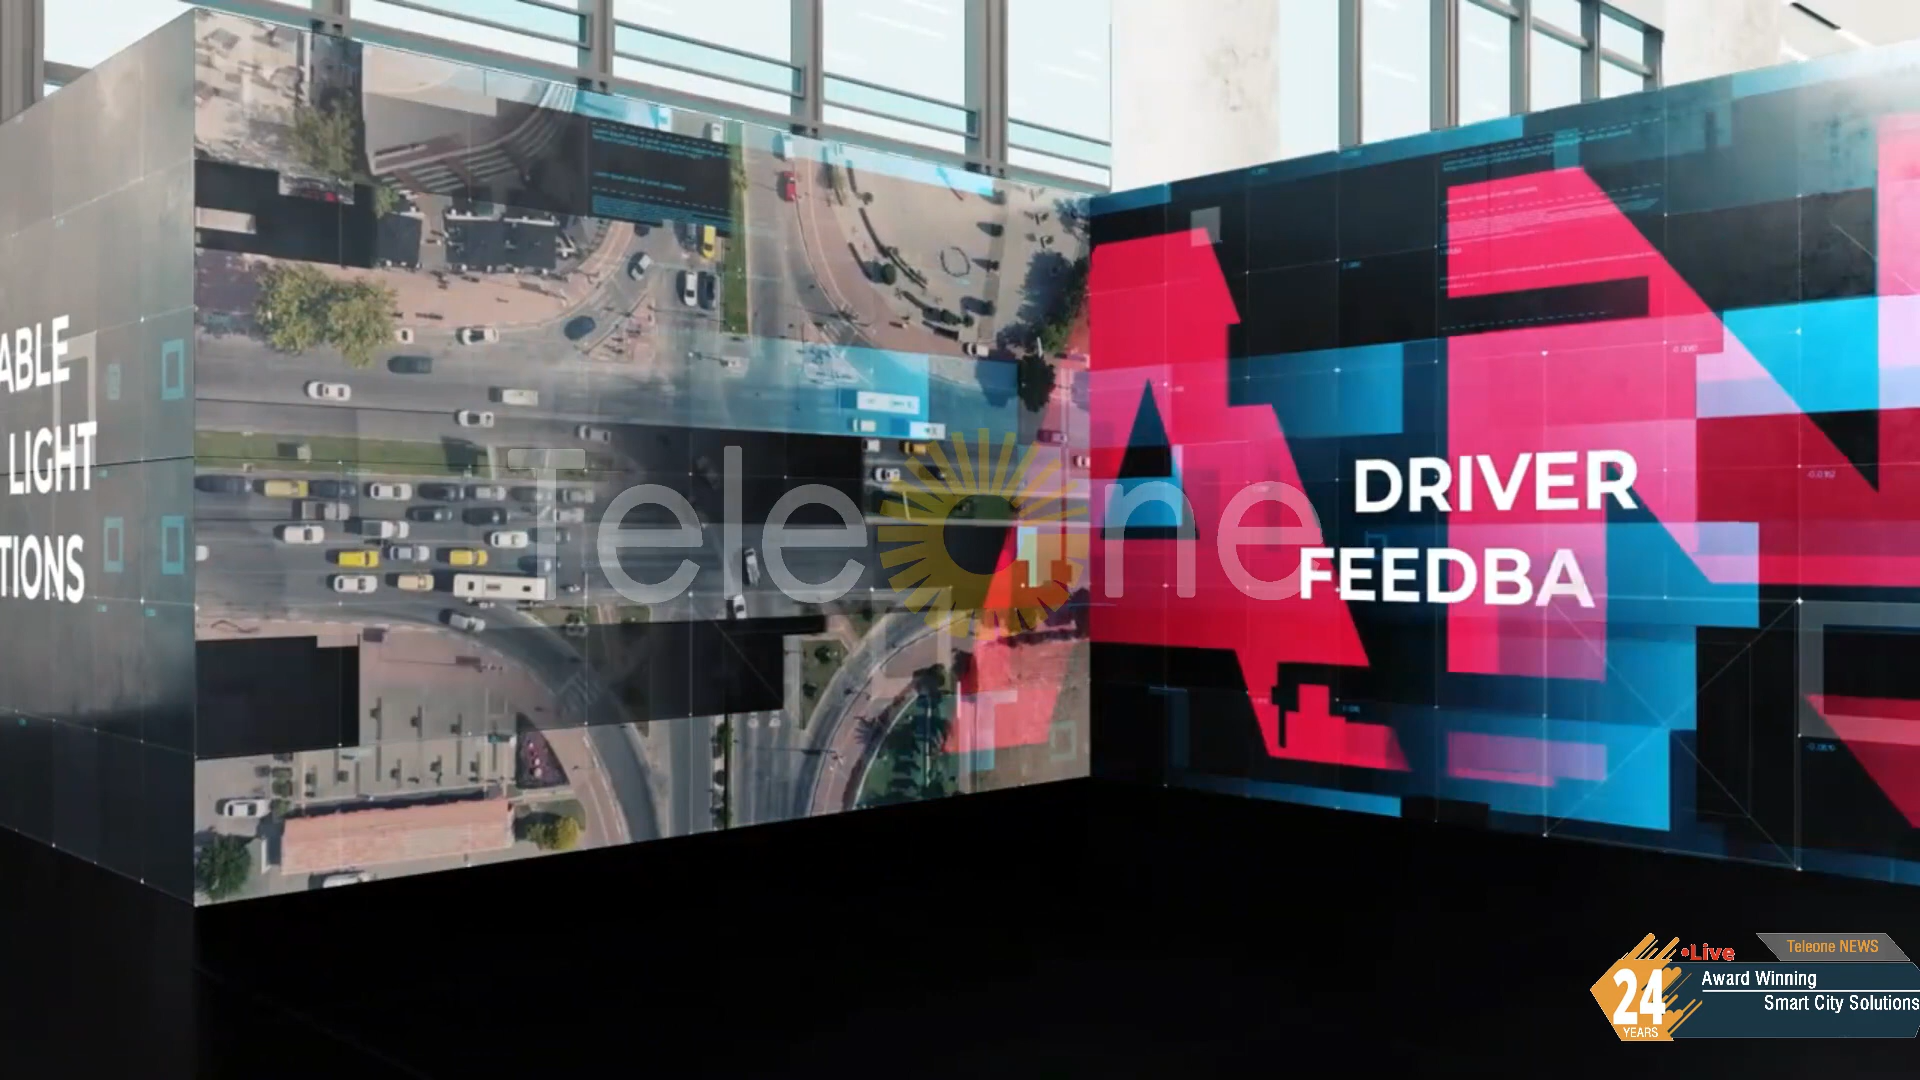 ABLE
LIGHT
TIONS
Teleone
DRIVER
FEEDBA
•Live
Teleone NEWS
24
YEARS
Award Winning
Smart City Solutions